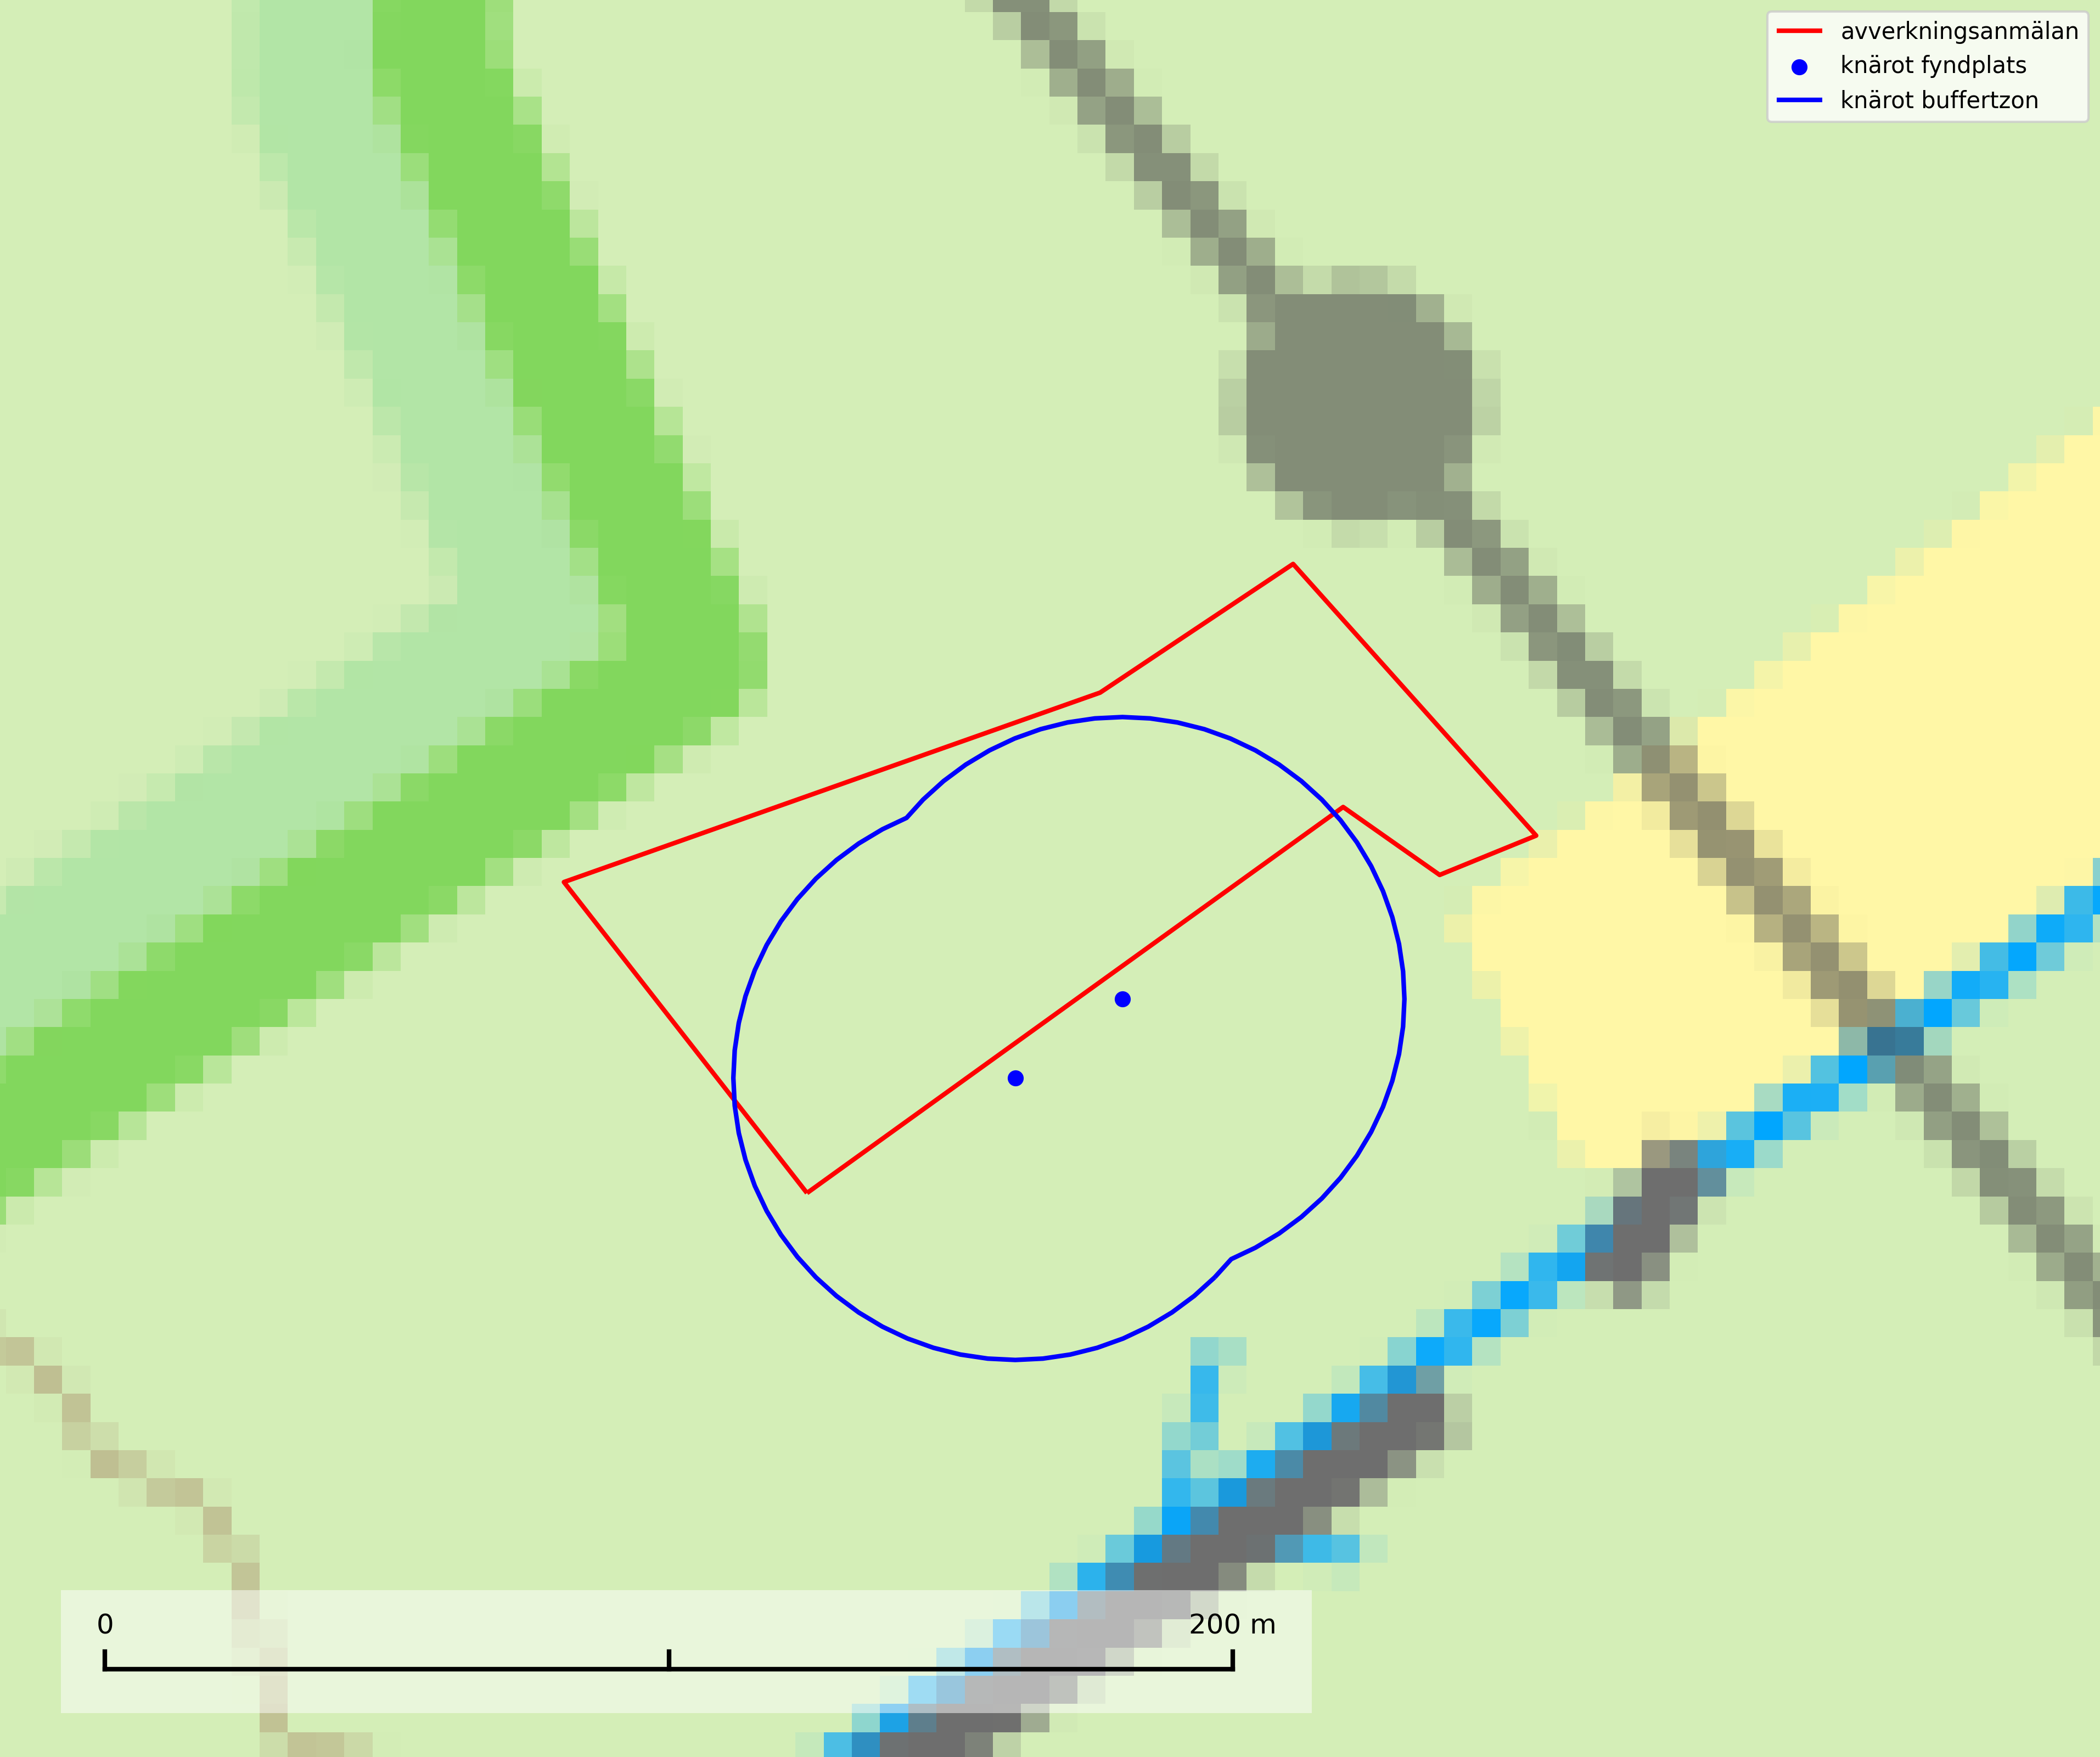 avverkningsanmälan
knärot fyndplats
knärot buffertzon
0 200 m